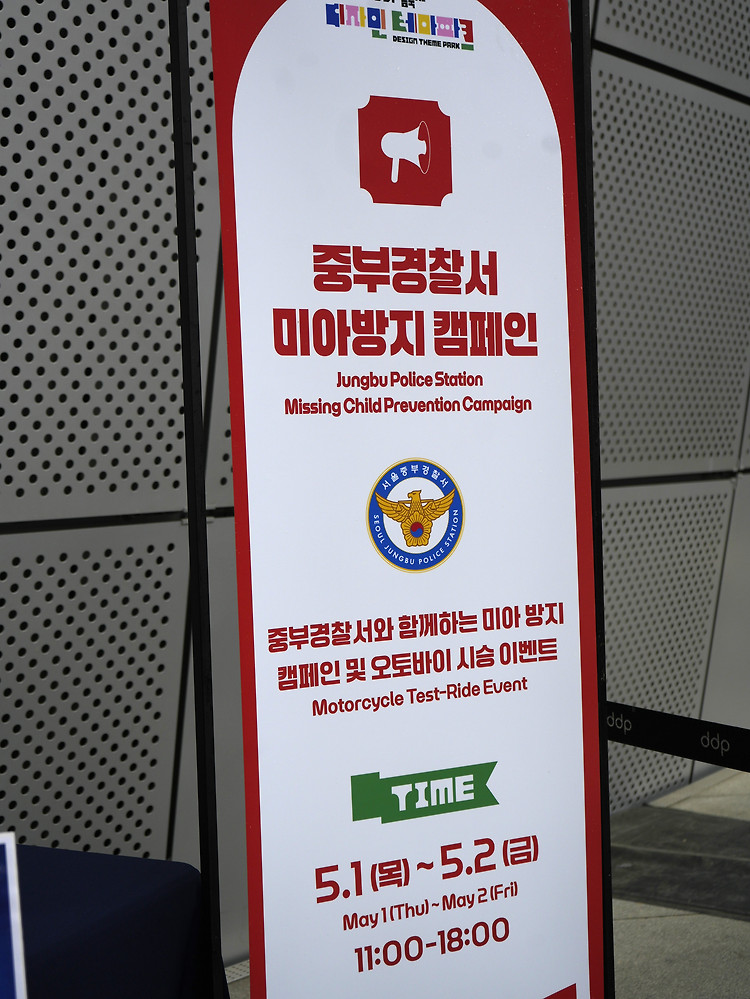 디자인 테마파크
DESIGN THEME PARK
중부경찰서
미아방지 캠페인
Jungbu Police Station
Missing Child Prevention Campaign
서울중부경찰서
SEOUL JUNGBU POLICE STATION
중부경찰서와 함께하는 미아 방지
캠페인 및 오토바이 시승 이벤트
Motorcycle Test-Ride Event
TIME
5.1 (목) ~ 5.2 (금)
May 1 (Thu) ~ May 2 (Fri)
11:00-18:00
ddp
ddp